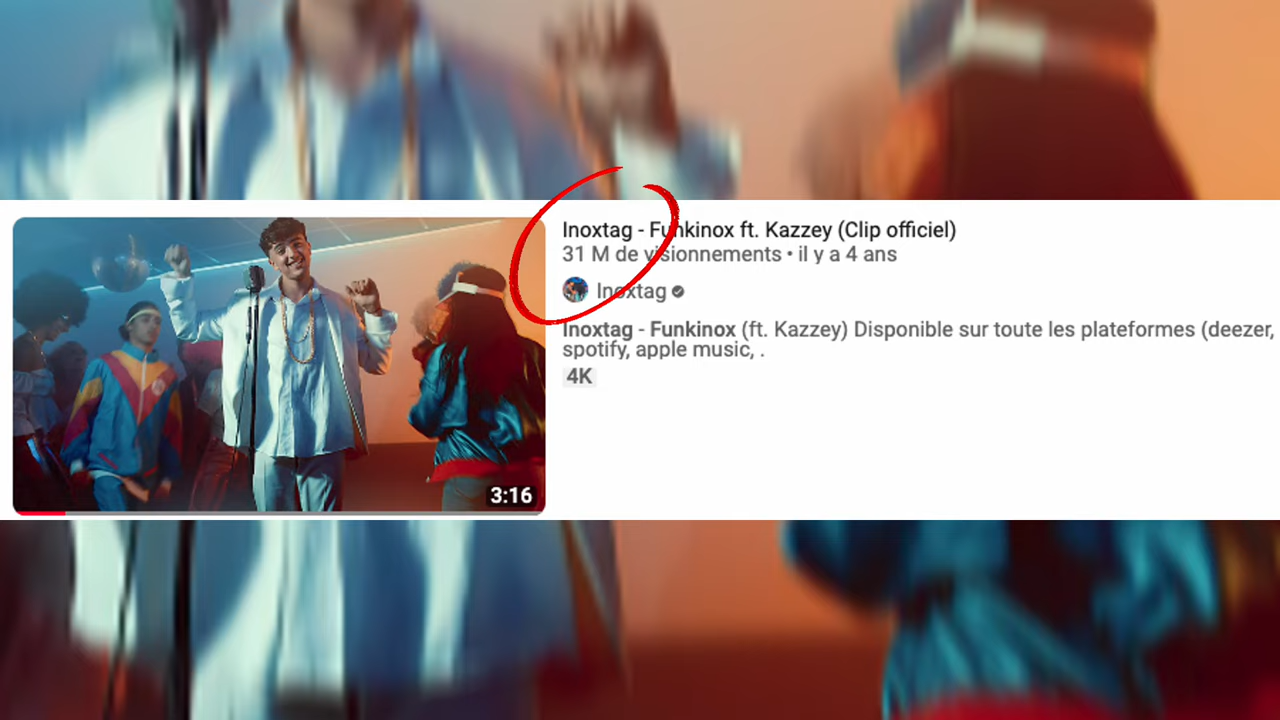 Inoxtag - Funkinox ft. Kazzey (Clip officiel)
31 M de visionnements • il y a 4 ans
Inoxtag
Inoxtag - Funkinox (ft. Kazzey) Disponible sur toute les plateformes (deezer,
spotify, apple music, .
4K
3:16